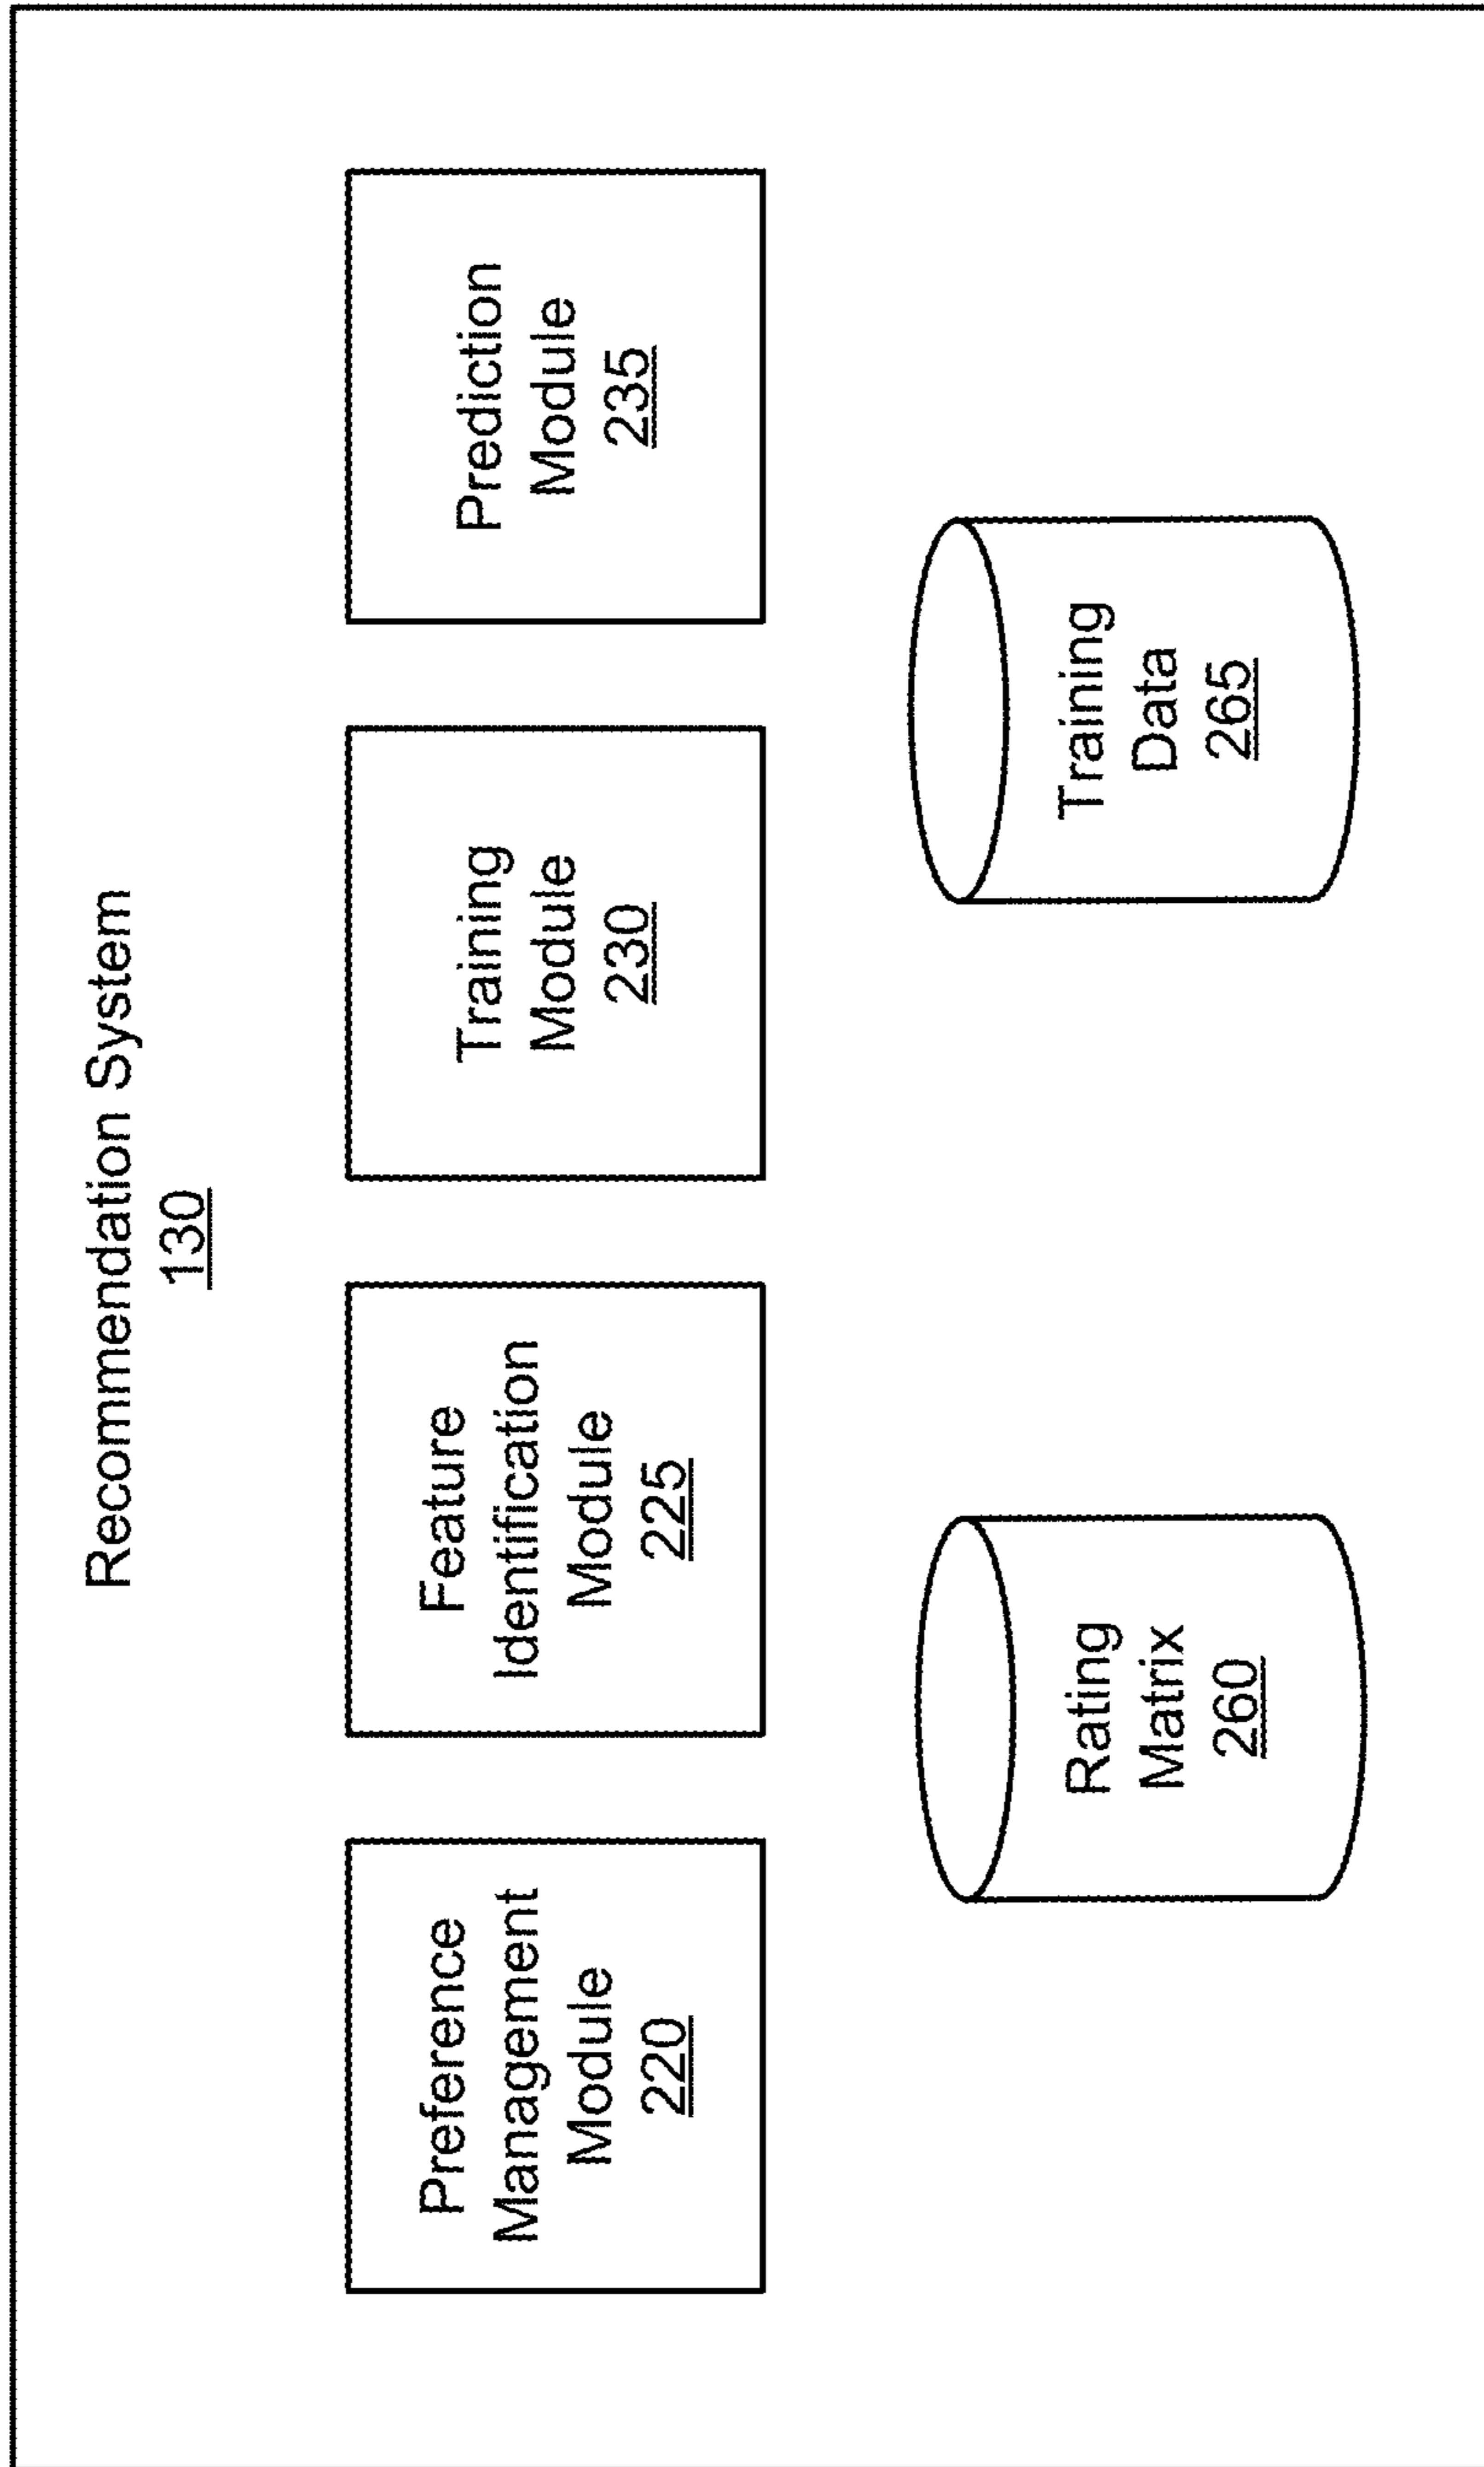 Recommendation System
130
Preference
Management
Module
220
Feature
Identification
Module
225
Training
Module
230
Prediction
Module
235
Rating
Matrix
260
Training
Data
265